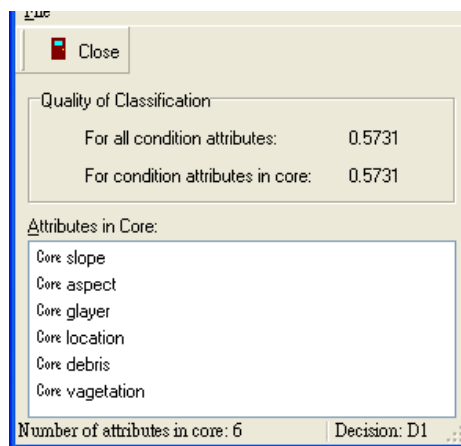 File
Close
Quality of Classification
For all condition attributes: 0.5731
For condition attributes in core: 0.5731
Attributes in Core:
Core slope
Core aspect
Core glayer
Core location
Core debris
Core vagetation
Number of attributes in core: 6 Decision: D1